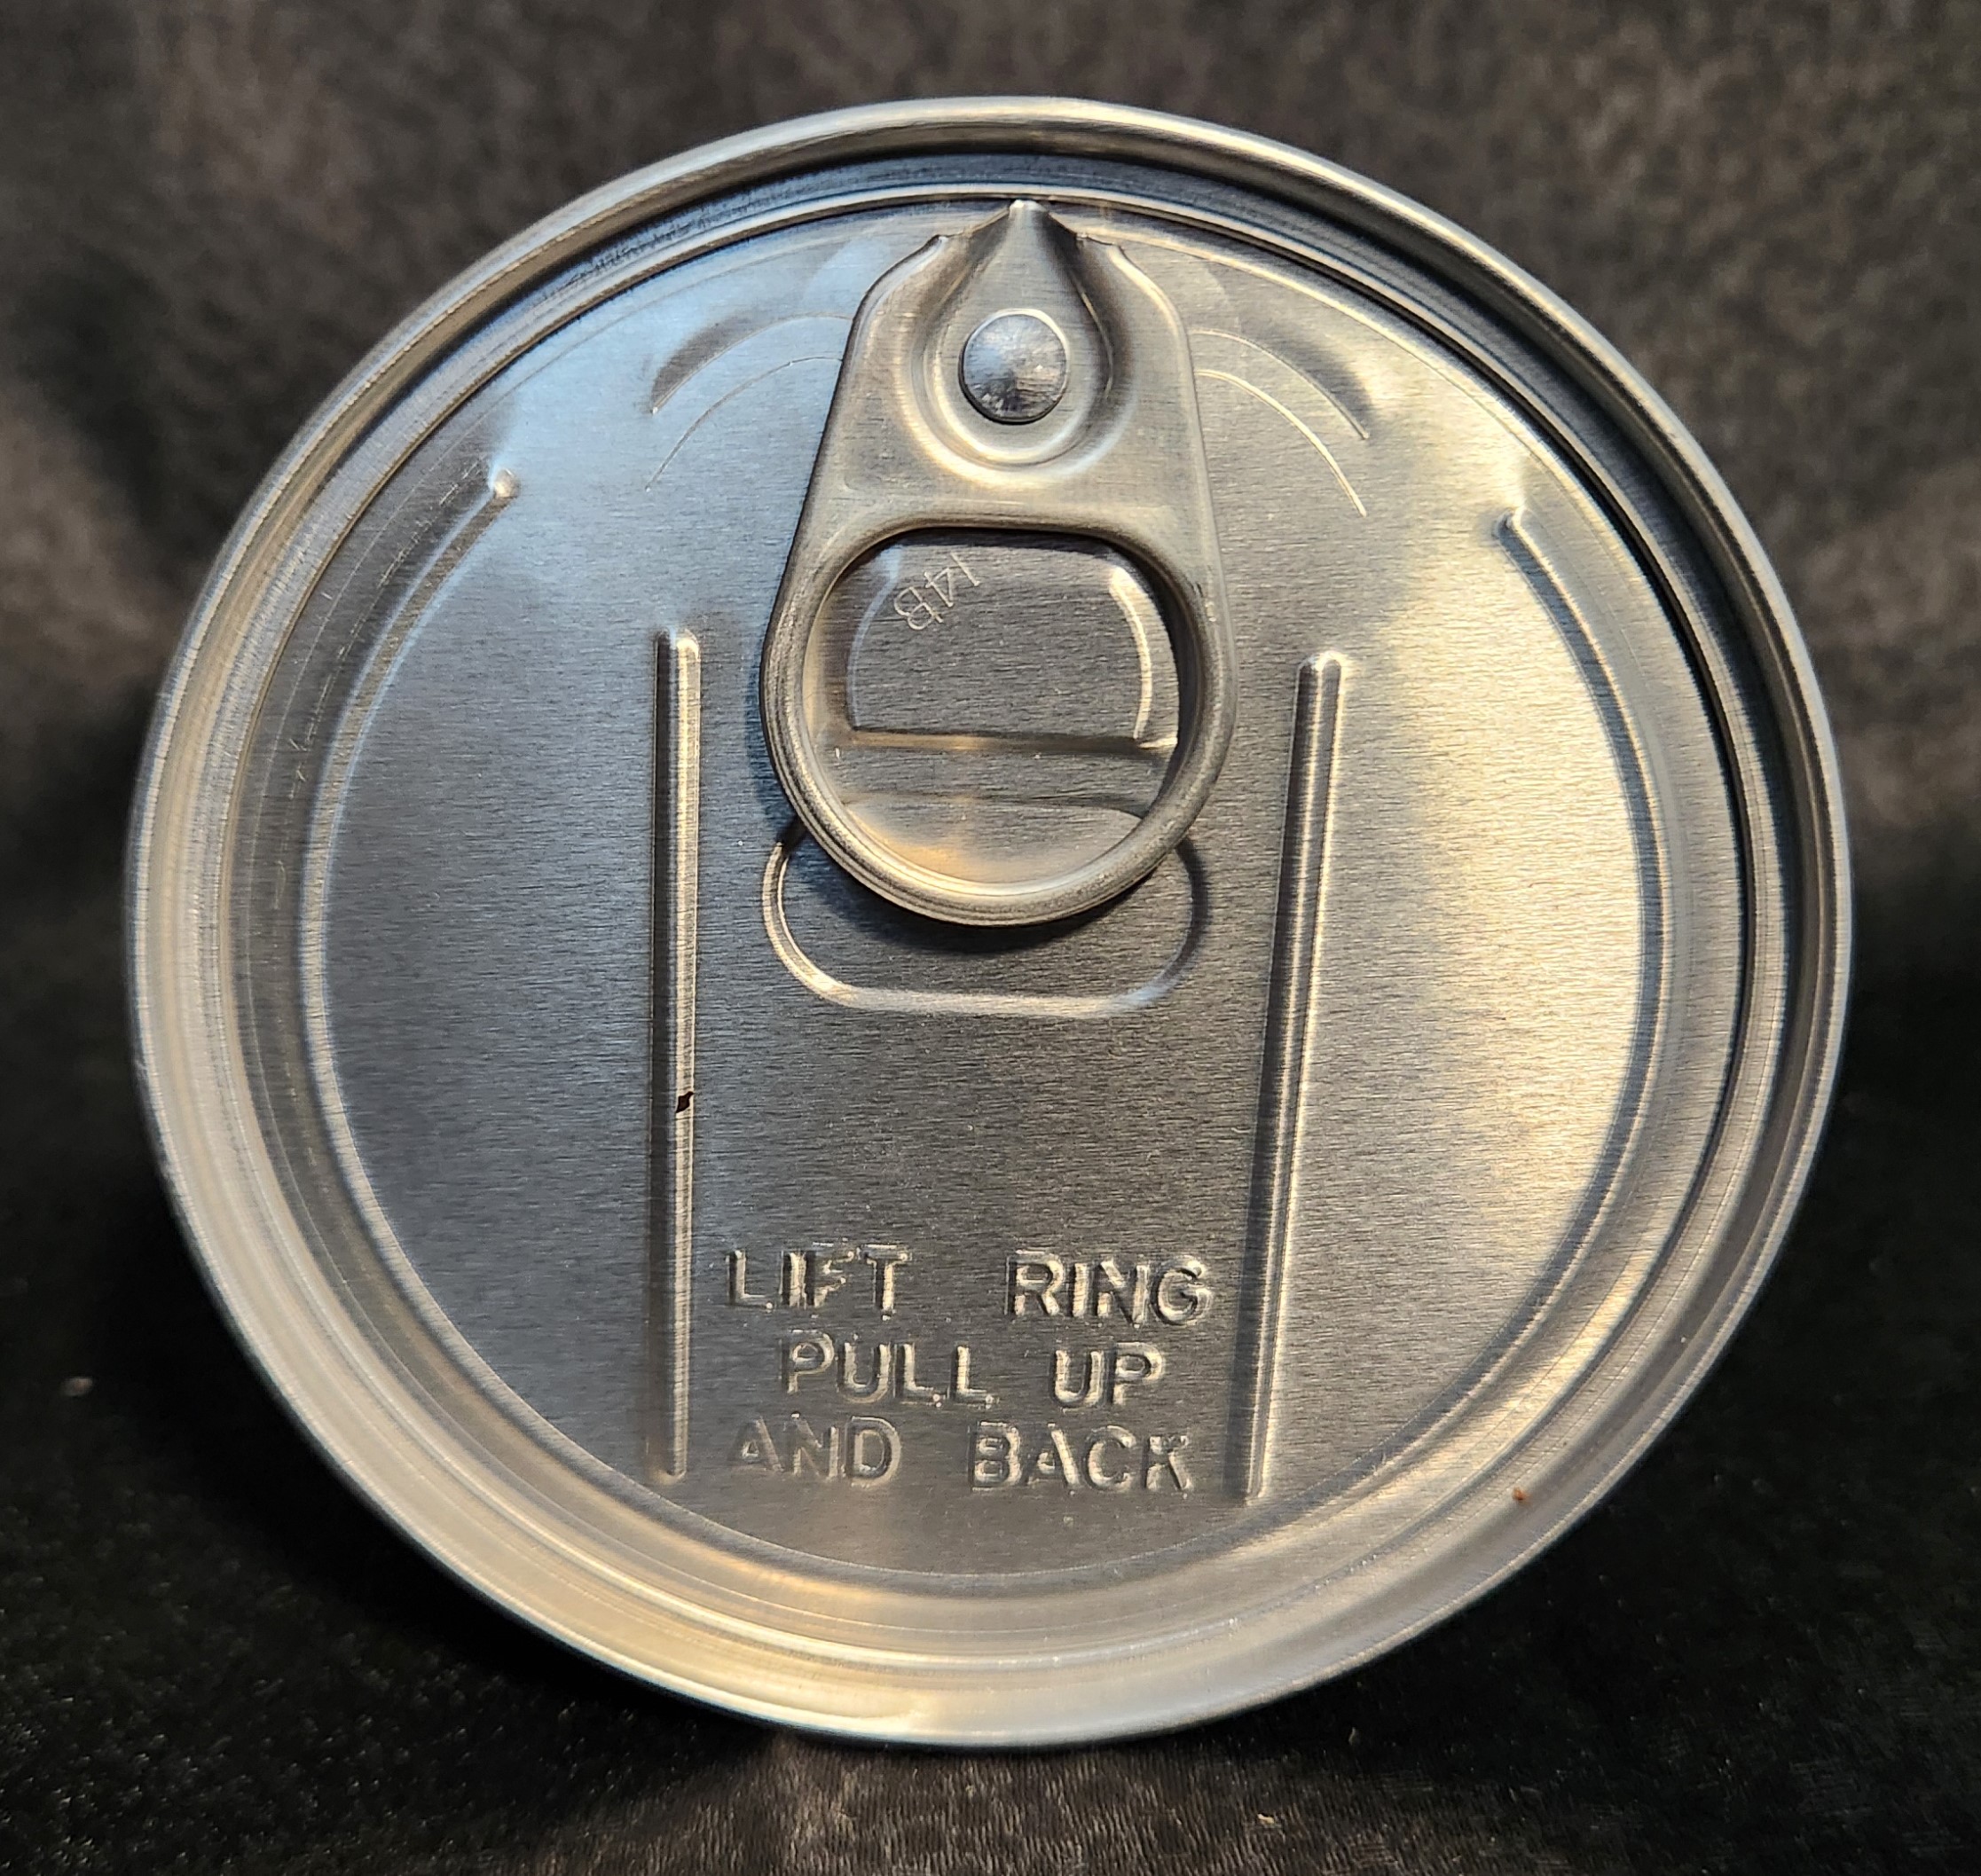 14B
LIFT RING
PULL UP
AND BACK